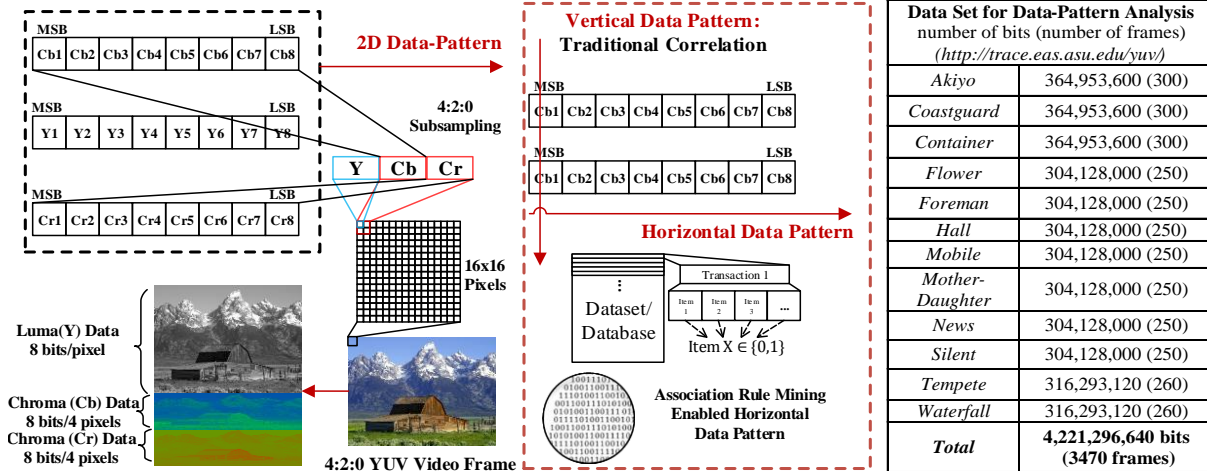 MSB LSB
Cb1 Cb2 Cb3 Cb4 Cb5 Cb6 Cb7 Cb8
MSB LSB
Y1 Y2 Y3 Y4 Y5 Y6 Y7 Y8
MSB LSB
Cr1 Cr2 Cr3 Cr4 Cr5 Cr6 Cr7 Cr8
2D Data-Pattern
4:2:0
Subsampling
Y Cb Cr
16x16
Pixels
Luma(Y) Data
8 bits/pixel
Chroma (Cb) Data
8 bits/4 pixels
Chroma (Cr) Data
8 bits/4 pixels
4:2:0 YUV Video Frame
Vertical Data Pattern:
Traditional Correlation
MSB LSB
Cb1 Cb2 Cb3 Cb4 Cb5 Cb6 Cb7 Cb8
MSB LSB
Cb1 Cb2 Cb3 Cb4 Cb5 Cb6 Cb7 Cb8
Horizontal Data Pattern
Dataset/
Database
Transaction 1
Item 1 Item 2 Item 3 ...
Item X ∈ {0,1}
Association Rule Mining
Enabled Horizontal
Data Pattern
Data Set for Data-Pattern Analysis
number of bits (number of frames)
(http://trace.eas.asu.edu/yuv/)
Akiyo 364,953,600 (300)
Coastguard 364,953,600 (300)
Container 364,953,600 (300)
Flower 304,128,000 (250)
Foreman 304,128,000 (250)
Hall 304,128,000 (250)
Mobile 304,128,000 (250)
Mother-
Daughter 304,128,000 (250)
News 304,128,000 (250)
Silent 304,128,000 (250)
Tempete 316,293,120 (260)
Waterfall 316,293,120 (260)
Total 4,221,296,640 bits
(3470 frames)